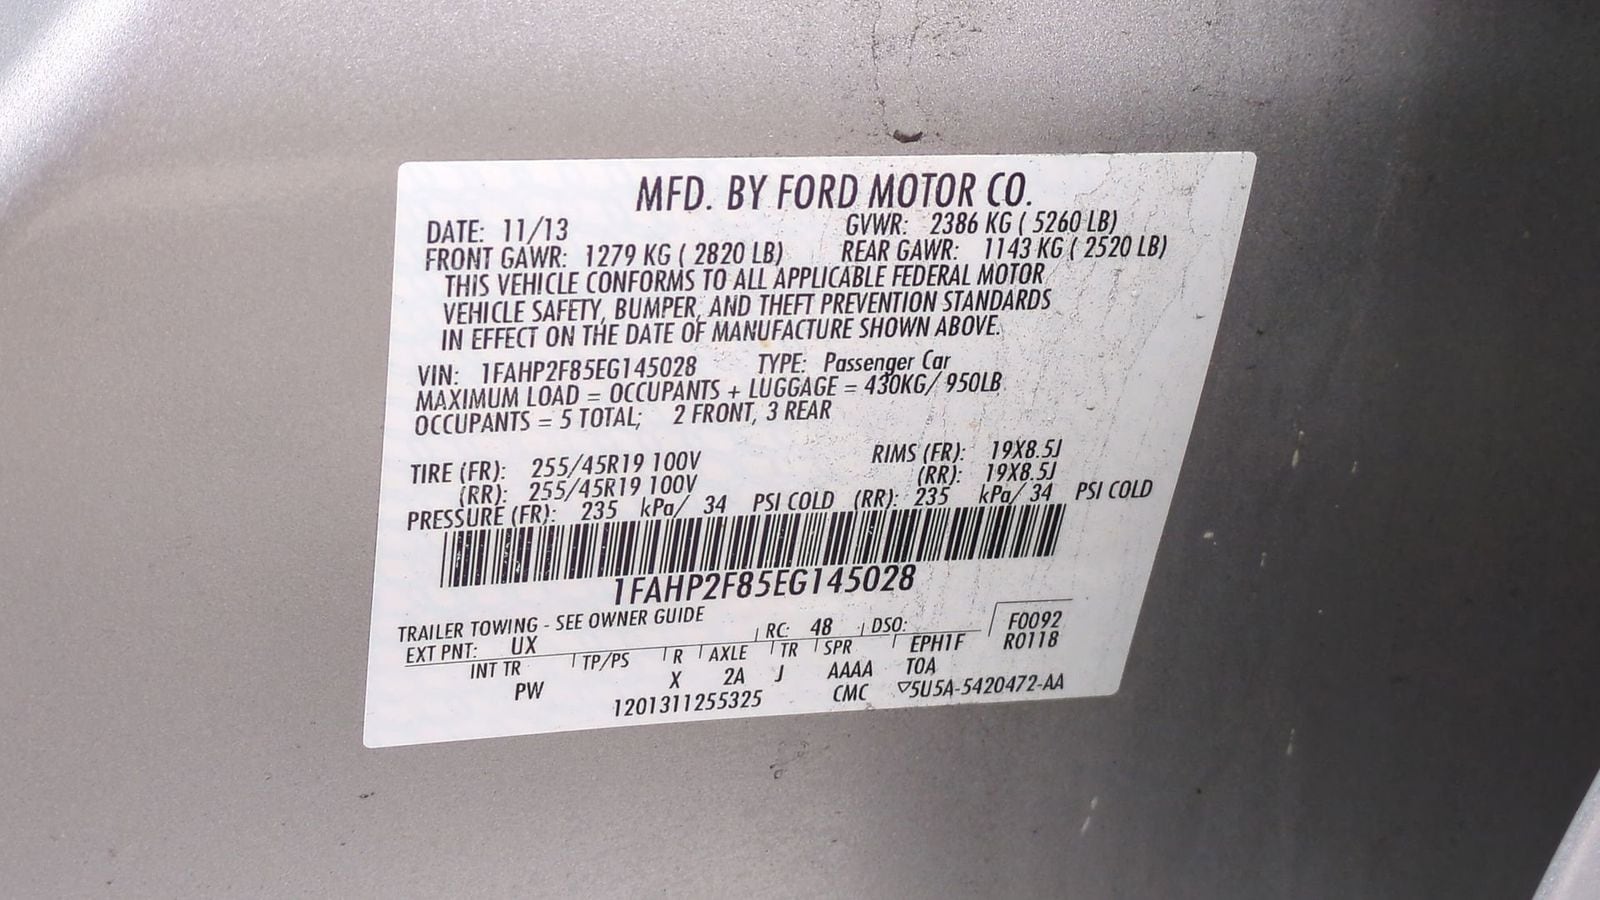 MFD. BY FORD MOTOR CO.
DATE: 11/13 GVWR: 2386 KG ( 5260 LB)
FRONT GAWR: 1279 KG ( 2820 LB) REAR GAWR: 1143 KG ( 2520 LB)
THIS VEHICLE CONFORMS TO ALL APPLICABLE FEDERAL MOTOR
VEHICLE SAFETY, BUMPER, AND THEFT PREVENTION STANDARDS
IN EFFECT ON THE DATE OF MANUFACTURE SHOWN ABOVE.
VIN: 1FAHP2F85EG145028 TYPE: Passenger Car
MAXIMUM LOAD = OCCUPANTS + LUGGAGE = 430KG/ 950LB
OCCUPANTS = 5 TOTAL; 2 FRONT, 3 REAR
TIRE (FR): 255/45R19 100V RIMS (FR): 19X8.5J
(RR): 255/45R19 100V (RR): 19X8.5J
PRESSURE (FR): 235 kPa/ 34 PSI COLD (RR): 235 kPa/ 34 PSI COLD
1FAHP2F85EG145028
TRAILER TOWING - SEE OWNER GUIDE
EXT PNT: UX RC: 48 DSO: F0092
INT TR TP/PS R AXLE TR SPR EPH1F R0118
PW X 2A J AAAA TOA
1201311255325 CMC ▽5U5A-5420472-AA